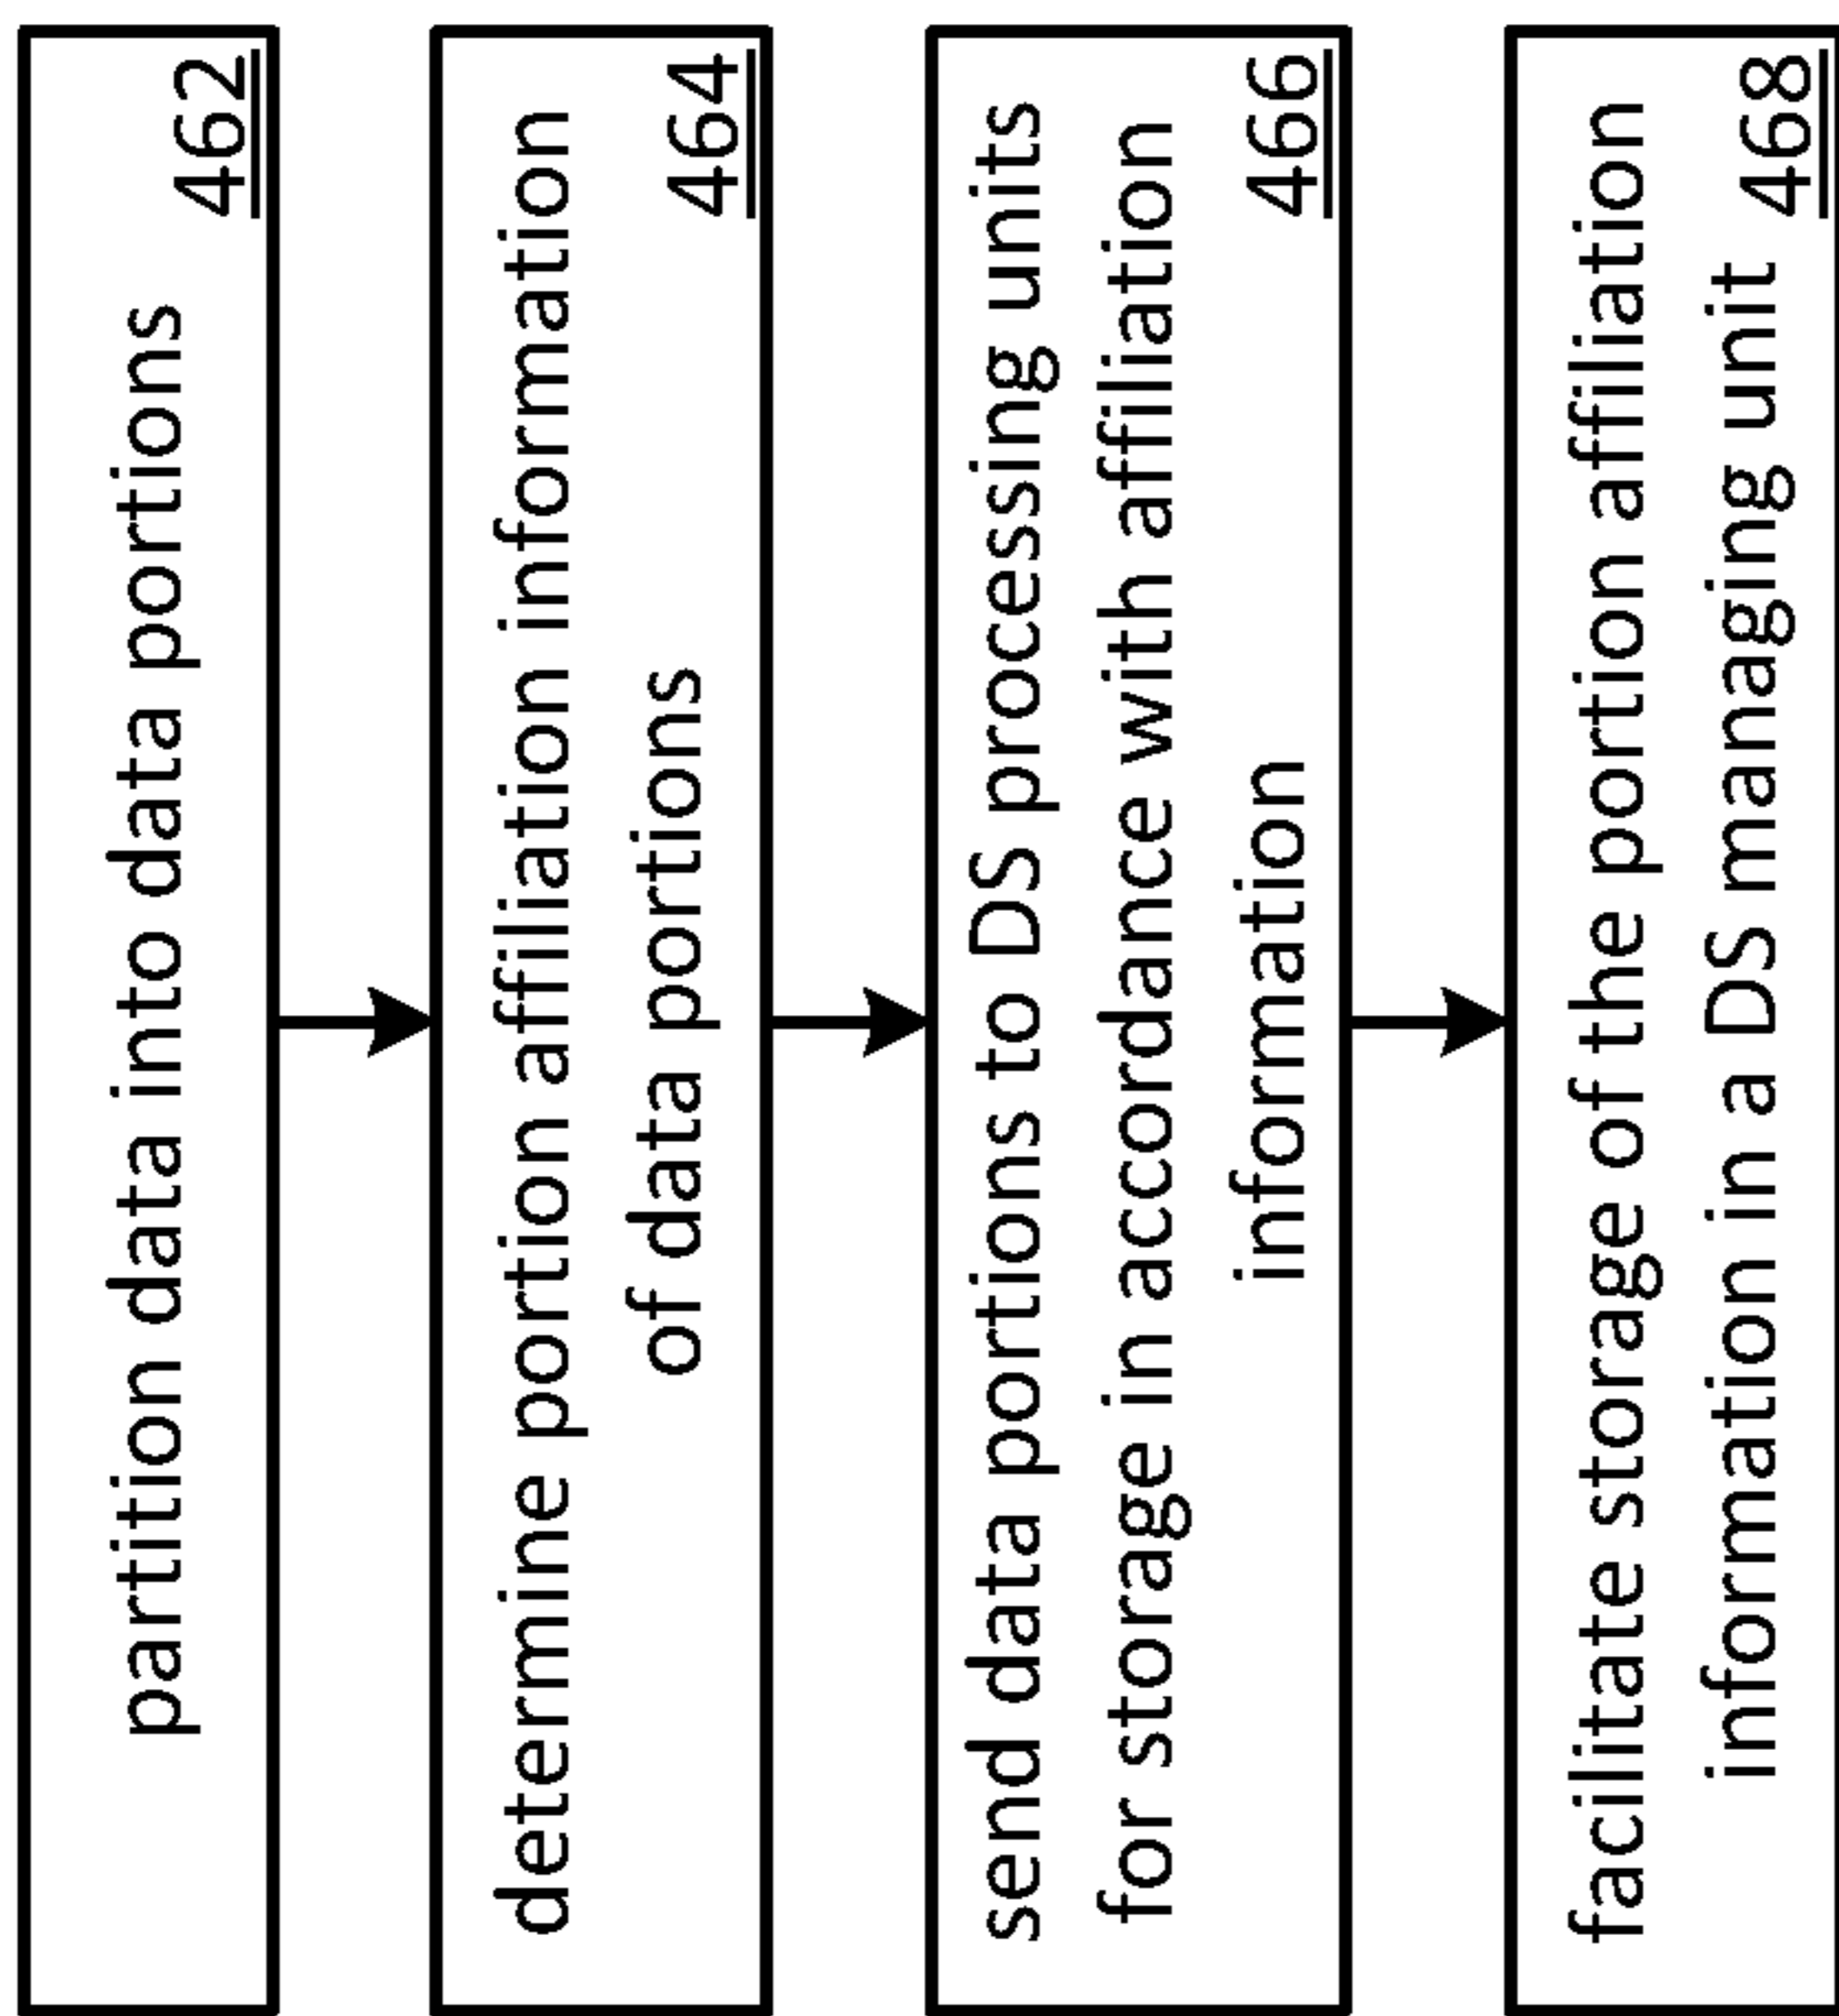 partition data into data portions
462
determine portion affiliation information
of data portions
464
send data portions to DS processing units
for storage in accordance with affiliation
information
466
facilitate storage of the portion affiliation
information in a DS managing unit 468